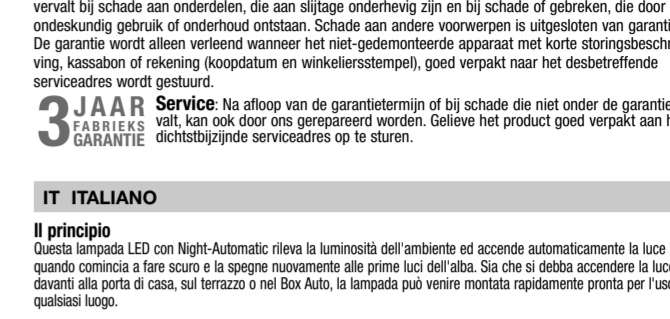 vervalt bij schade aan onderdelen, die aan slijtage onderhevig zijn en bij schade of gebreken, die door
ondeskundig gebruik of onderhoud ontstaan. Schade aan andere voorwerpen is uitgesloten van
De garantie wordt alleen verleend wanneer het niet-gedemonteerde apparaat met korte
ving, kassabon of rekening (koopdatum en winkeliersstempel), goed verpakt naar het desbetreffende
serviceadres wordt gestuurd.
3 JAAR FABRIEKS GARANTIE
Service: Na afloop van de garantietermijn of bij schade die niet onder de garantie
valt, kan ook door ons gerepareerd worden. Gelieve het product goed verpakt aan
dichtstbijzijnde serviceadres op te sturen.
IT ITALIANO
Il principio
Questa lampada LED con Night-Automatic rileva la luminosità dell'ambiente ed accende automaticamente la luce
quando comincia a fare scuro e la spegne nuovamente alle prime luci dell'alba. Sia che si debba accendere la
davanti alla porta di casa, sul terrazzo o nel Box Auto, la lampada può venire montata rapidamente pronta per
qualsiasi luogo.